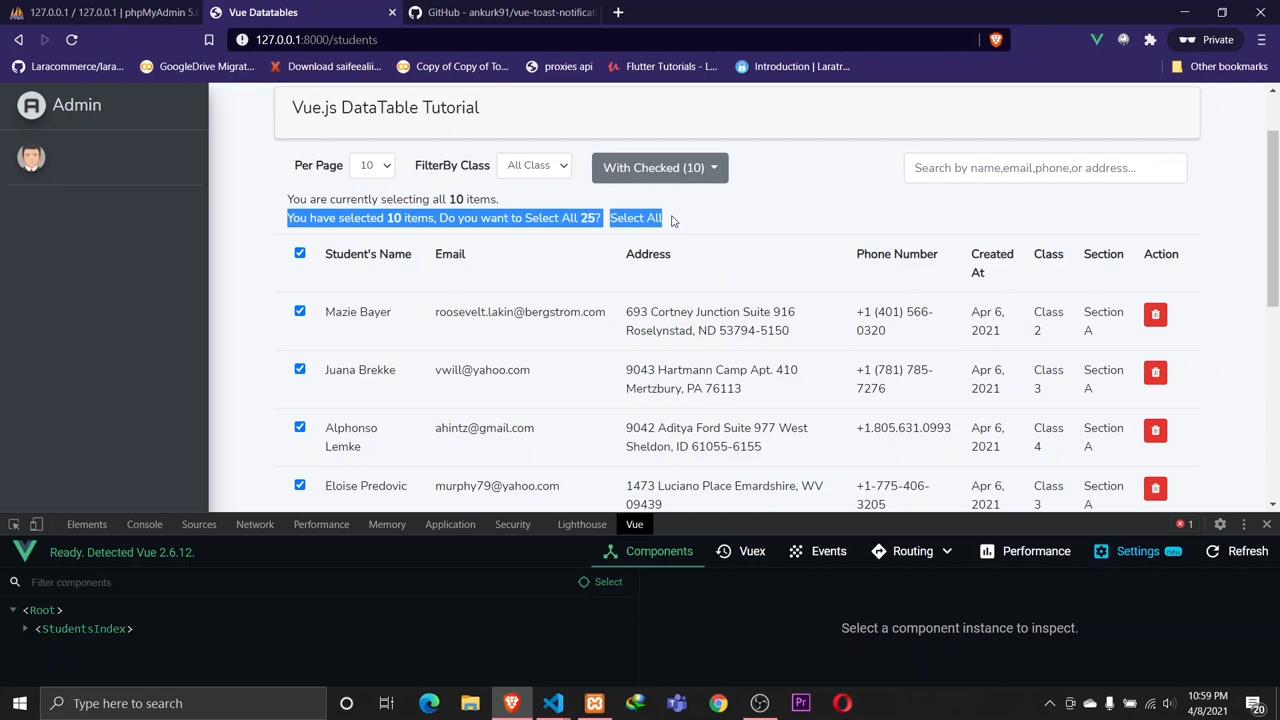 127.0.0.1 / 127.0.0.1 | phpMyAdmin 5.
Vue Datatables
GitHub - ankurk91/vue-toast-notificati
127.0.0.1:8000/students
Private
Laracommerce/lara...
GoogleDrive Migrat...
Download saifeealii...
Copy of Copy of To...
proxies api
Flutter Tutorials - L...
Introduction | Laratr...
Other bookmarks
Admin
Vue.js DataTable Tutorial
Per Page 10 FilterBy Class All Class With Checked (10) Search by name,email,phone,or address...
You are currently selecting all 10 items.
You have selected 10 items, Do you want to Select All 25? Select All
Student's Name Email Address Phone Number Created Class Section Action
At
Mazie Bayer roosevelt.lakin@bergstrom.com 693 Cortney Junction Suite 916 +1 (401) 566- Apr 6, Class Section
Roselynstad, ND 53794-5150 0320 2021 2 A
Juana Brekke vwill@yahoo.com 9043 Hartmann Camp Apt. 410 +1 (781) 785- Apr 6, Class Section
Mertzbury, PA 76113 7276 2021 3 A
Alphonso ahintz@gmail.com 9042 Aditya Ford Suite 977 West +1.805.631.0993 Apr 6, Class Section
Lemke Sheldon, ID 61055-6155 2021 4 A
Eloise Predovic murphy79@yahoo.com 1473 Luciano Place Emardshire, WV +1-775-406- Apr 6, Class Section
09439 3205 2021 3 A
Elements Console Sources Network Performance Memory Application Security Lighthouse Vue 1
Ready. Detected Vue 2.6.12.
Components Vuex Events Routing Performance Settings new Refresh
Filter components Select
<Root>
<StudentsIndex>
Select a component instance to inspect.
Type here to search
10:59 PM
4/8/2021
20